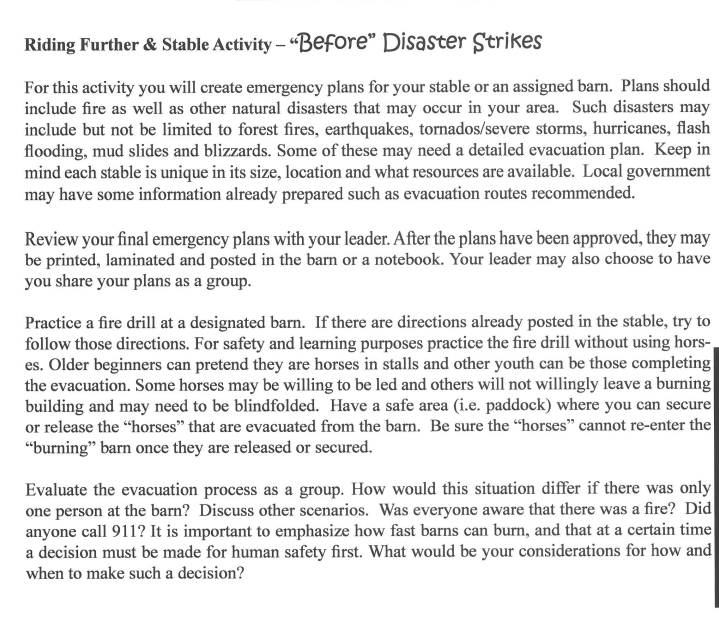 Riding Further & Stable Activity – “Before” Disaster Strikes
For this activity you will create emergency plans for your stable or an assigned barn. Plans should
include fire as well as other natural disasters that may occur in your area. Such disasters may
include but not be limited to forest fires, earthquakes, tornados/severe storms, hurricanes, flash
flooding, mud slides and blizzards. Some of these may need a detailed evacuation plan. Keep in
mind each stable is unique in its size, location and what resources are available. Local government
may have some information already prepared such as evacuation routes recommended.
Review your final emergency plans with your leader. After the plans have been approved, they may
be printed, laminated and posted in the barn or a notebook. Your leader may also choose to have
you share your plans as a group.
Practice a fire drill at a designated barn. If there are directions already posted in the stable, try to
follow those directions. For safety and learning purposes practice the fire drill without using hors-
es. Older beginners can pretend they are horses in stalls and other youth can be those completing
the evacuation. Some horses may be willing to be led and others will not willingly leave a burning
building and may need to be blindfolded. Have a safe area (i.e. paddock) where you can secure
or release the “horses” that are evacuated from the barn. Be sure the “horses” cannot re-enter the
“burning” barn once they are released or secured.
Evaluate the evacuation process as a group. How would this situation differ if there was only
one person at the barn? Discuss other scenarios. Was everyone aware that there was a fire? Did
anyone call 911? It is important to emphasize how fast barns can burn, and that at a certain time
a decision must be made for human safety first. What would be your considerations for how and
when to make such a decision?